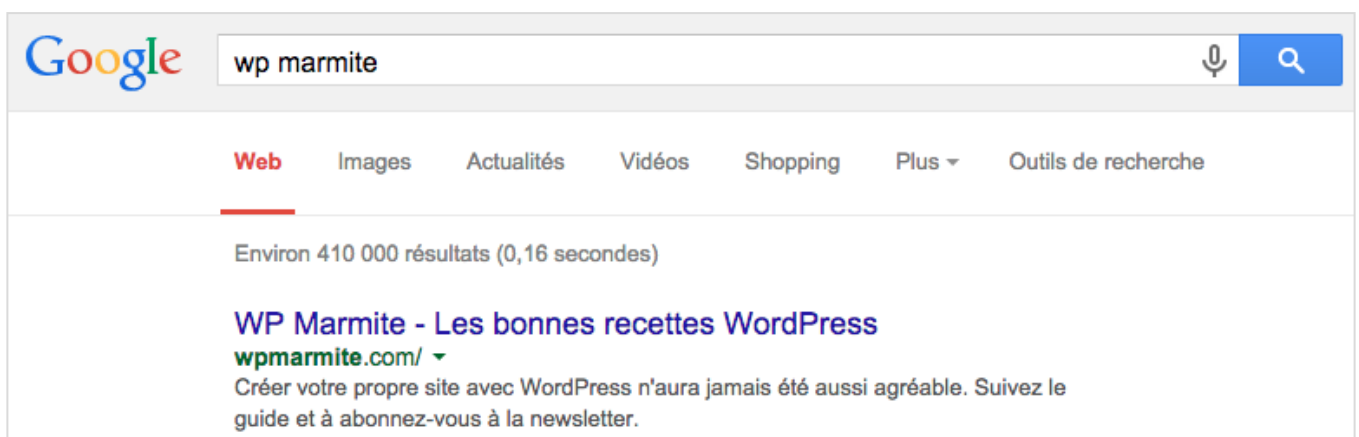 Google wp marmite
Web Images Actualités Vidéos Shopping Plus Outils de recherche
Environ 410 000 résultats (0,16 secondes)
WP Marmite - Les bonnes recettes WordPress
wpmarmite.com/
Créer votre propre site avec WordPress n'aura jamais été aussi agréable. Suivez le
guide et à abonnez-vous à la newsletter.